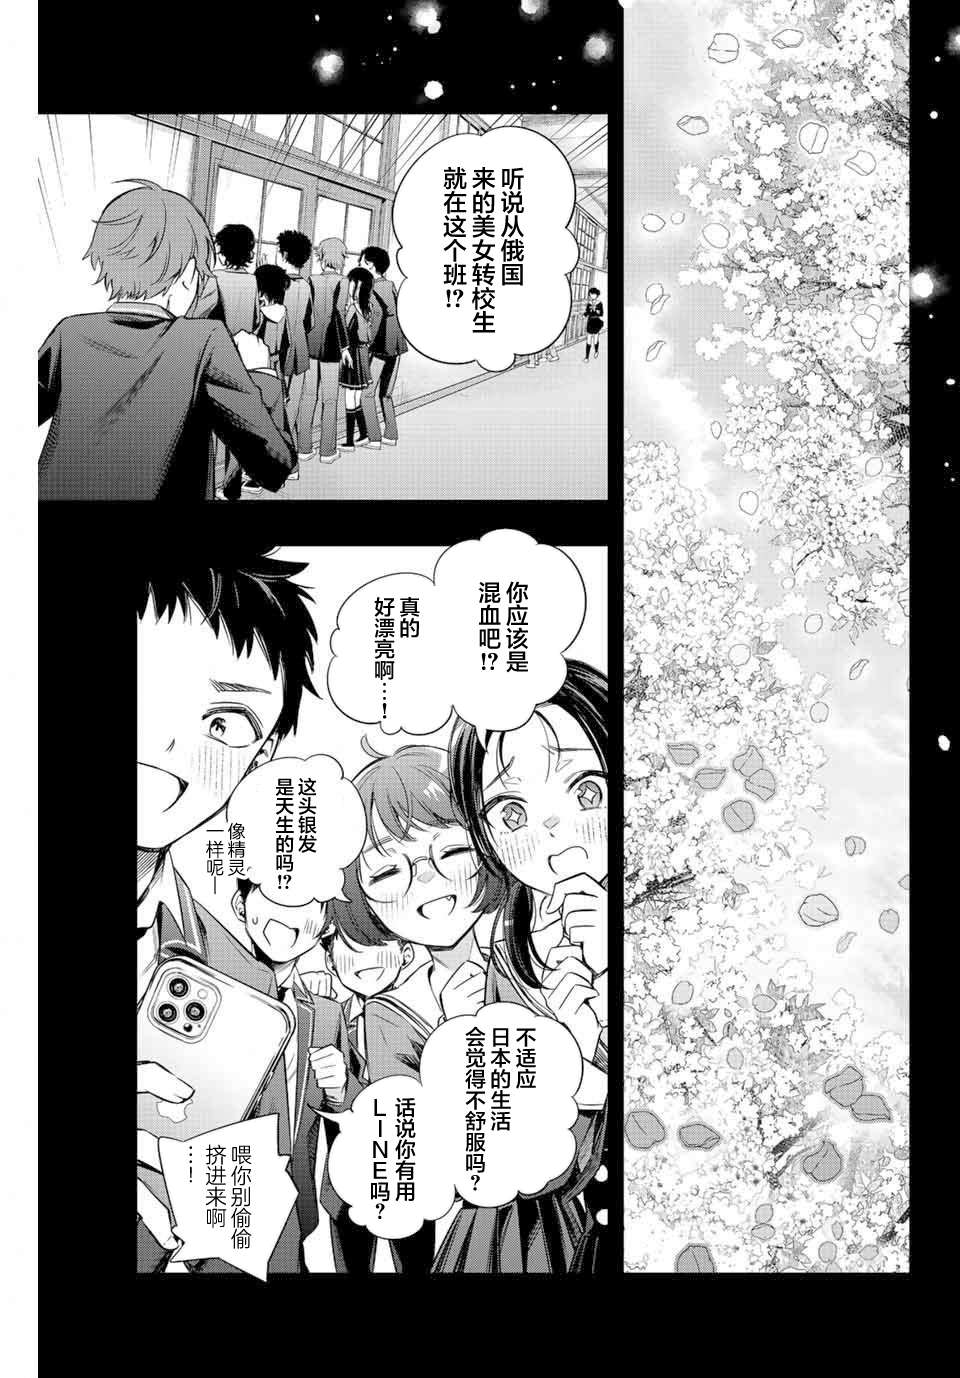 听说从俄国
来的美女转校生
就在这个班!?
你应该是
混血吧!?
真的
好漂亮啊…!
这头银发
是天生的吗!?
像精灵
一样呢ー
不适应
日本的生活
会觉得不舒服吗?
话说你有用
LINE吗?
喂你别偷偷
挤进来啊
…!